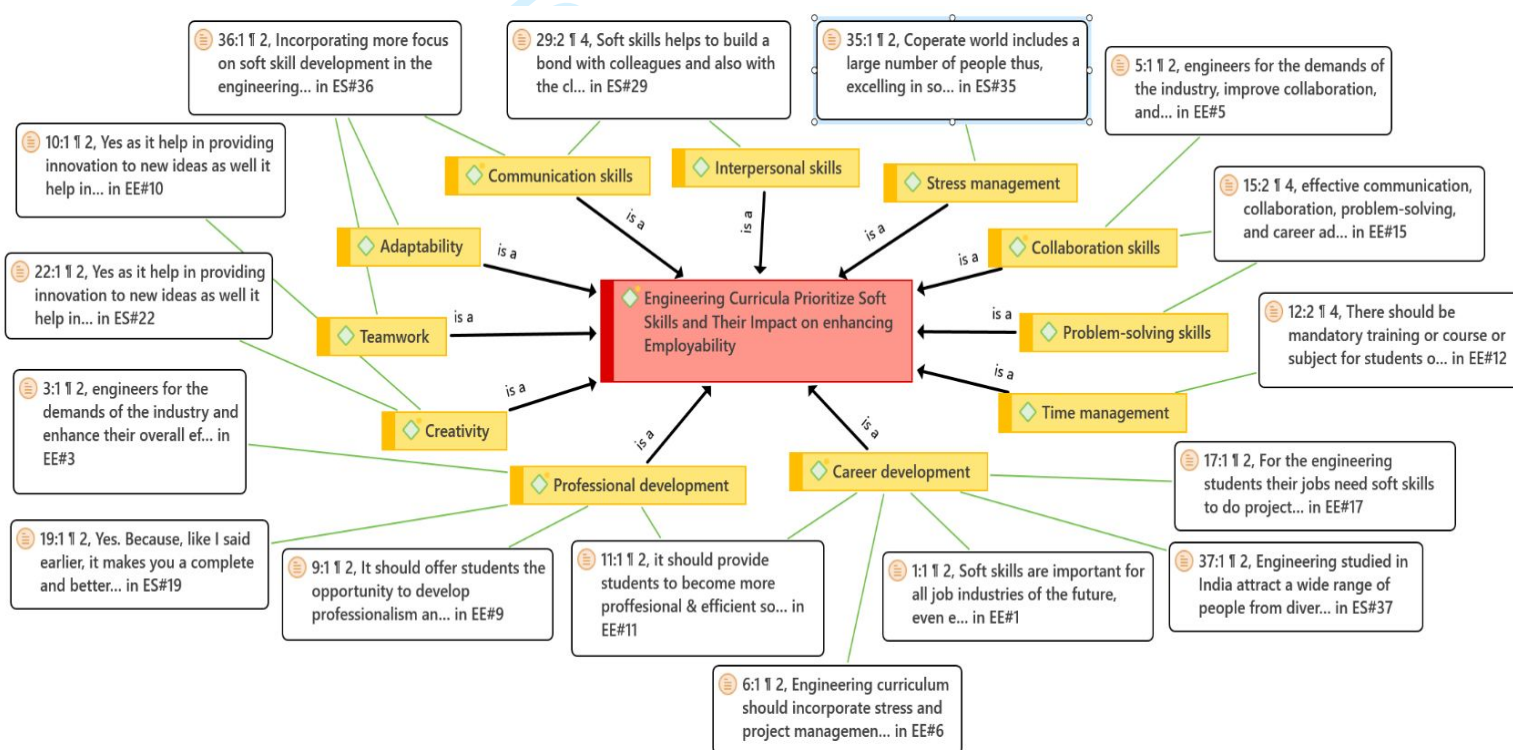 36:1 ¶ 2, Incorporating more focus
on soft skill development in the
engineering... in ES#36
29:2 ¶ 4, Soft skills helps to build a
bond with colleagues and also with
the cl... in ES#29
35:1 ¶ 2, Coperate world includes a
large number of people thus,
excelling in so... in ES#35
5:1 ¶ 2, engineers for the demands of
the industry, improve collaboration,
and... in EE#5
10:1 ¶ 2, Yes as it help in providing
innovation to new ideas as well it
help in... in EE#10
Communication skills
Interpersonal skills
Stress management
15:2 ¶ 4, effective communication,
collaboration, problem-solving,
and career ad... in EE#15
is a
is a
is a
Adaptability
is a
Collaboration skills
is a
22:1 ¶ 2, Yes as it help in providing
innovation to new ideas as well it
help in... in ES#22
Engineering Curricula Prioritize Soft
Skills and Their Impact on enhancing
Employability
Teamwork
is a
is a
Problem-solving skills
12:2 ¶ 4, There should be
mandatory training or course or
subject for students o... in EE#12
3:1 ¶ 2, engineers for the
demands of the industry and
enhance their overall ef... in
EE#3
Creativity
is a
is a
Time management
is a
is a
Professional development
Career development
17:1 ¶ 2, For the engineering
students their jobs need soft skills
to do project... in EE#17
19:1 ¶ 2, Yes. Because, like I said
earlier, it makes you a complete
and better... in ES#19
9:1 ¶ 2, It should offer students the
opportunity to develop
professionalism an... in EE#9
11:1 ¶ 2, it should provide
students to become more
proffesional & efficient so... in
EE#11
1:1 ¶ 2, Soft skills are important for
all job industries of the future,
even e... in EE#1
37:1 ¶ 2, Engineering studied in
India attract a wide range of
people from diver... in ES#37
6:1 ¶ 2, Engineering curriculum
should incorporate stress and
project managemen... in EE#6